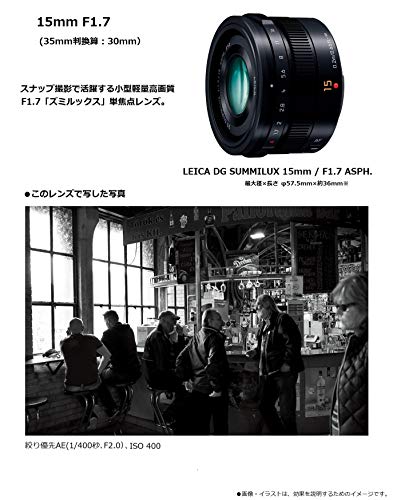 15mm F1.7
(35mm判換算：30mm）
スナップ撮影で活躍する小型軽量高画質
F1.7「ズミルックス」単焦点レンズ。
15
LEICA DG SUMMILUX 15mm / F1.7 ASPH.
最大径×長さ φ57.5mm×約36mm※
●このレンズで写した写真
絞り優先AE(1/400秒、F2.0）、ISO 400
●画像・イラストは、効果を説明するためのイメージです。